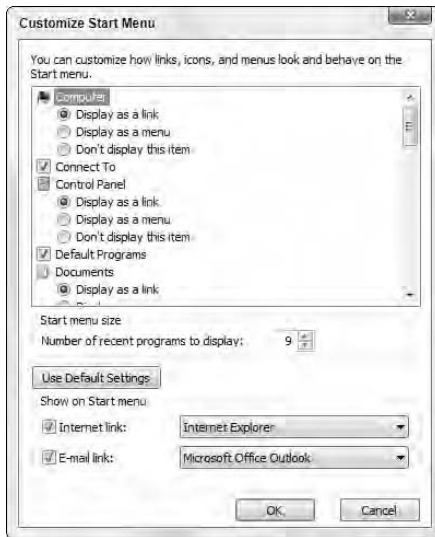 Customize Start Menu
You can customize how links, icons, and menus look and behave on the
Start menu.
Computer
Display as a link
Display as a menu
Don't display this item
Connect To
Control Panel
Display as a link
Display as a menu
Don't display this item
Default Programs
Documents
Display as a link
Start menu size
Number of recent programs to display: 9
Use Default Settings
Show on Start menu
Internet link: Internet Explorer
E-mail link: Microsoft Office Outlook
OK Cancel